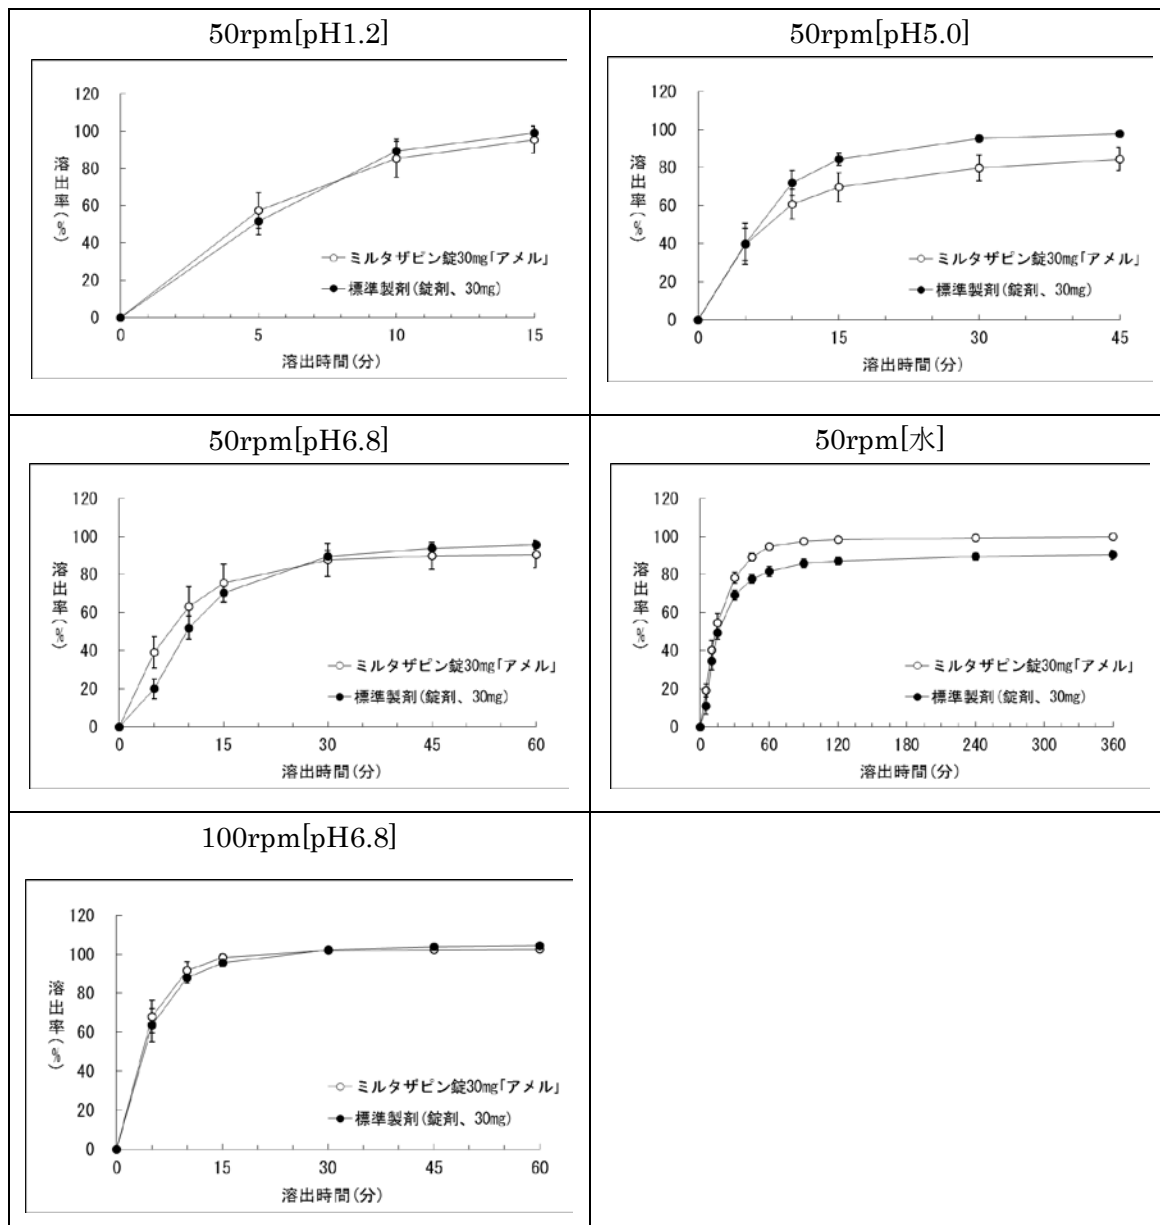 50rpm[pH1.2]
120
100
80
60
40
20
0
溶出率(%)
ミルタザピン錠30mg「アメル」
標準製剤(錠剤、30mg)
0 5 10 15
溶出時間(分)
50rpm[pH5.0]
120
100
80
60
40
20
0
溶出率(%)
ミルタザピン錠30mg「アメル」
標準製剤(錠剤、30mg)
0 15 30 45
溶出時間(分)
50rpm[pH6.8]
120
100
80
60
40
20
0
溶出率(%)
ミルタザピン錠30mg「アメル」
標準製剤(錠剤、30mg)
0 15 30 45 60
溶出時間(分)
50rpm[水]
120
100
80
60
40
20
0
溶出率(%)
ミルタザピン錠30mg「アメル」
標準製剤(錠剤、30mg)
0 60 120 180 240 300 360
溶出時間(分)
100rpm[pH6.8]
120
100
80
60
40
20
0
溶出率(%)
ミルタザピン錠30mg「アメル」
標準製剤(錠剤、30mg)
0 15 30 45 60
溶出時間(分)